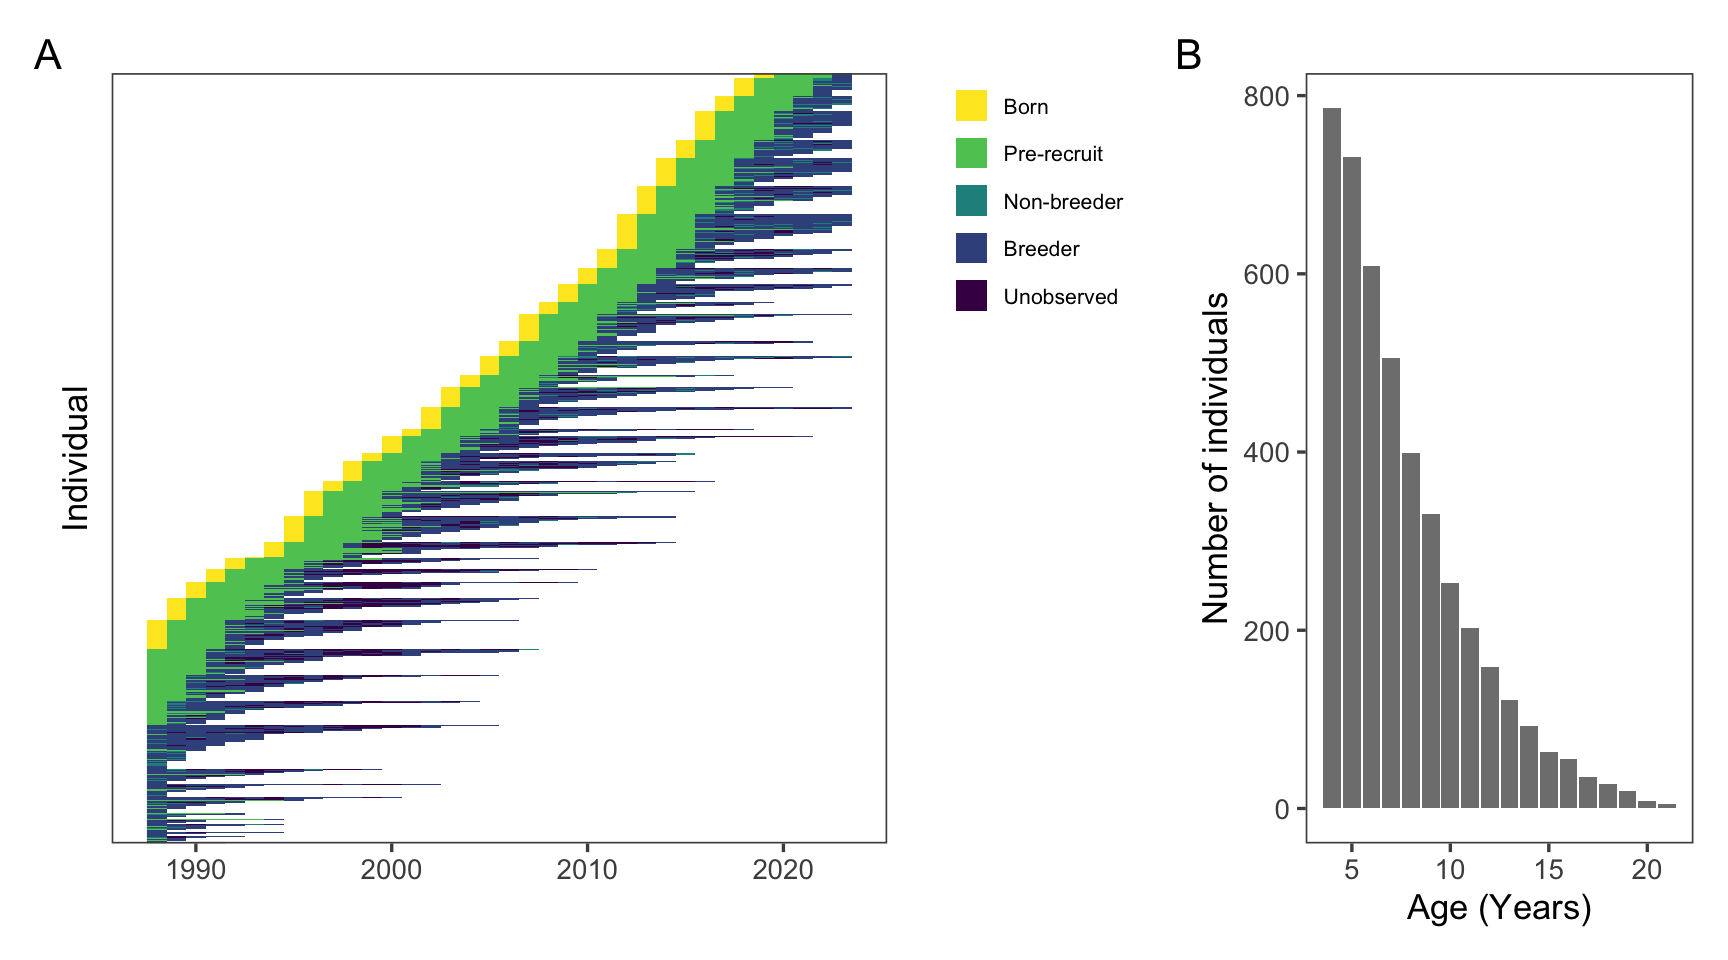 A
Individual
1990
2000
2010
2020
Born
Pre-recruit
Non-breeder
Breeder
Unobserved
B
Number of individuals
800
600
400
200
0
5
10
15
20
Age (Years)